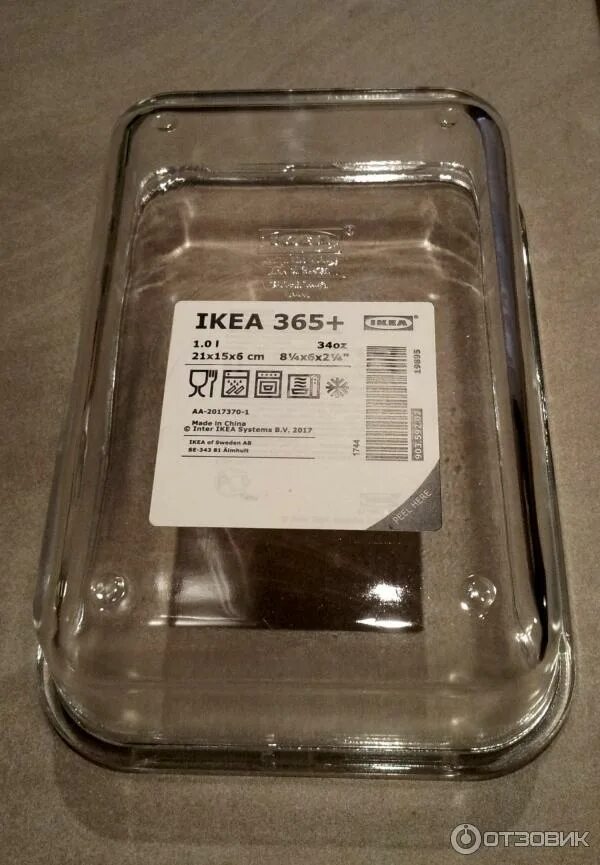 IKEA
IKEA 365+ IKEA
1.0 l 34oz
21x15x6 cm 8¼x6x2¼"
AA-2017370-1
Made in China
© Inter IKEA Systems B.V. 2017
IKEA of Sweden AB
SE-343 81 Älmhult
1744
19895
PEEL HERE
ОТЗОВИК